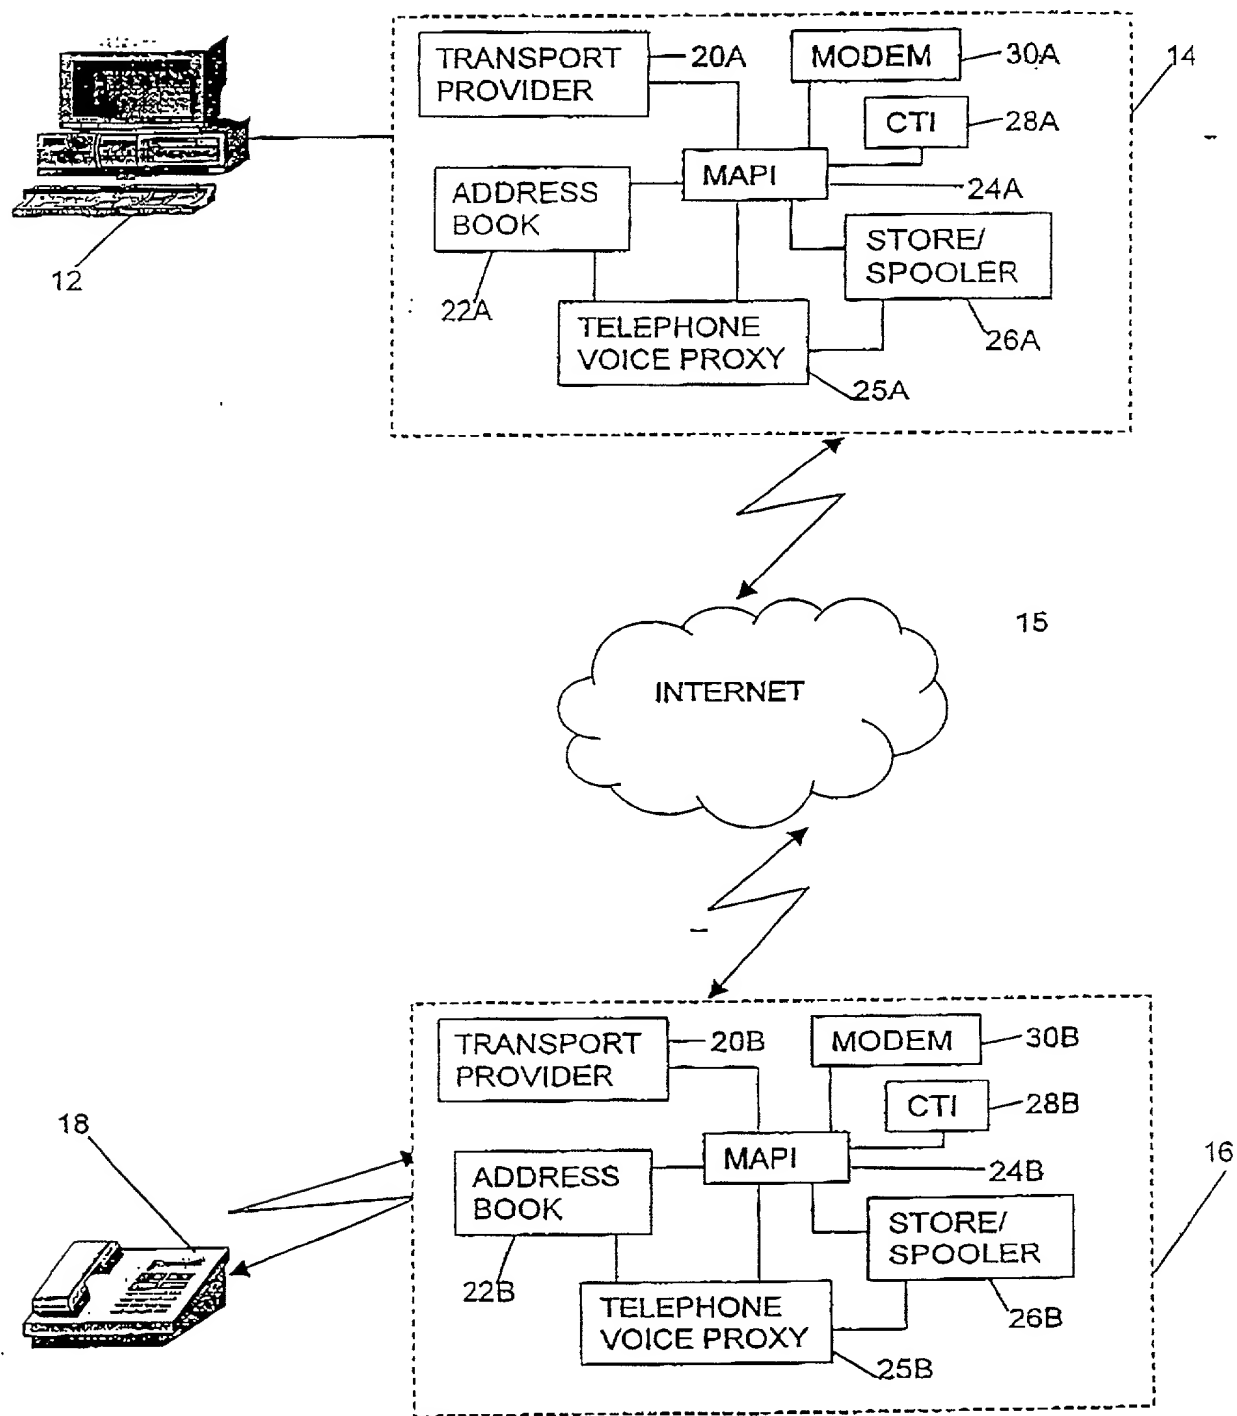 TRANSPORT
PROVIDER
20A
MODEM
30A
14
CTI
28A
MAPI
24A
ADDRESS
BOOK
22A
STORE/
SPOOLER
26A
TELEPHONE
VOICE PROXY
25A
12
15
INTERNET
TRANSPORT
PROVIDER
20B
MODEM
30B
CTI
28B
MAPI
24B
ADDRESS
BOOK
22B
STORE/
SPOOLER
26B
TELEPHONE
VOICE PROXY
25B
16
18